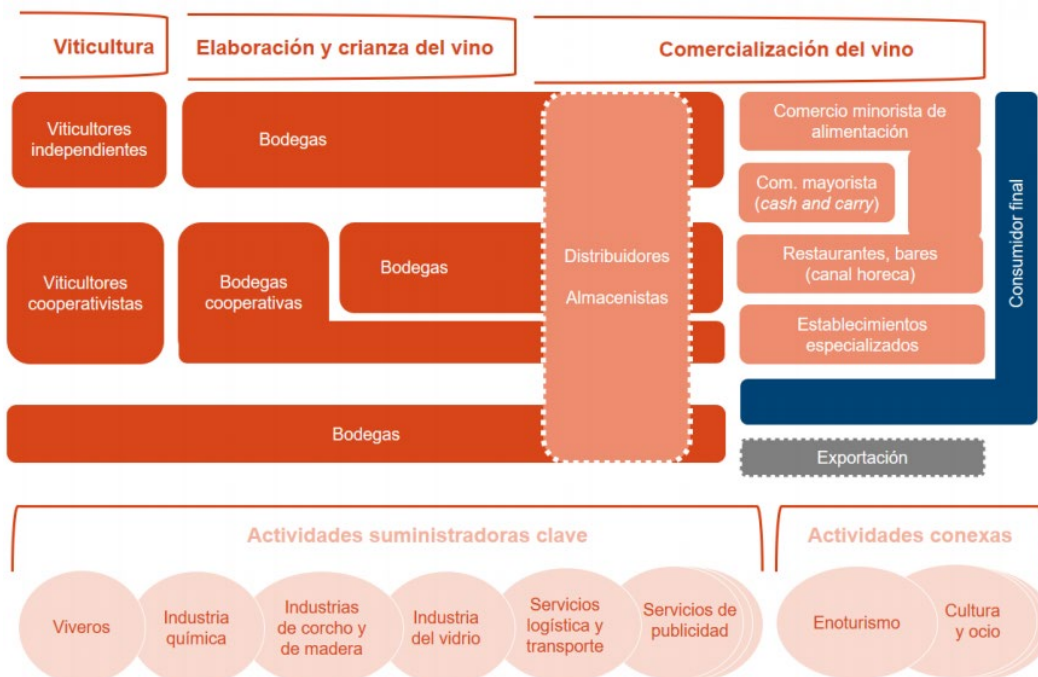 Viticultura
Elaboración y crianza del vino
Comercialización del vino
Viticultores
independientes
Bodegas
Comercio minorista de
alimentación
Com. mayorista
(cash and carry)
Viticultores
cooperativistas
Bodegas
cooperativas
Bodegas
Distribuidores
Almacenistas
Restaurantes, bares
(canal horeca)
Establecimientos
especializados
Consumidor final
Bodegas
Exportación
Actividades suministradoras clave
Actividades conexas
Viveros
Industria
química
Industrias
de corcho y
de madera
Industria
del vidrio
Servicios
logística y
transporte
Servicios de
publicidad
Enoturismo
Cultura
y ocio